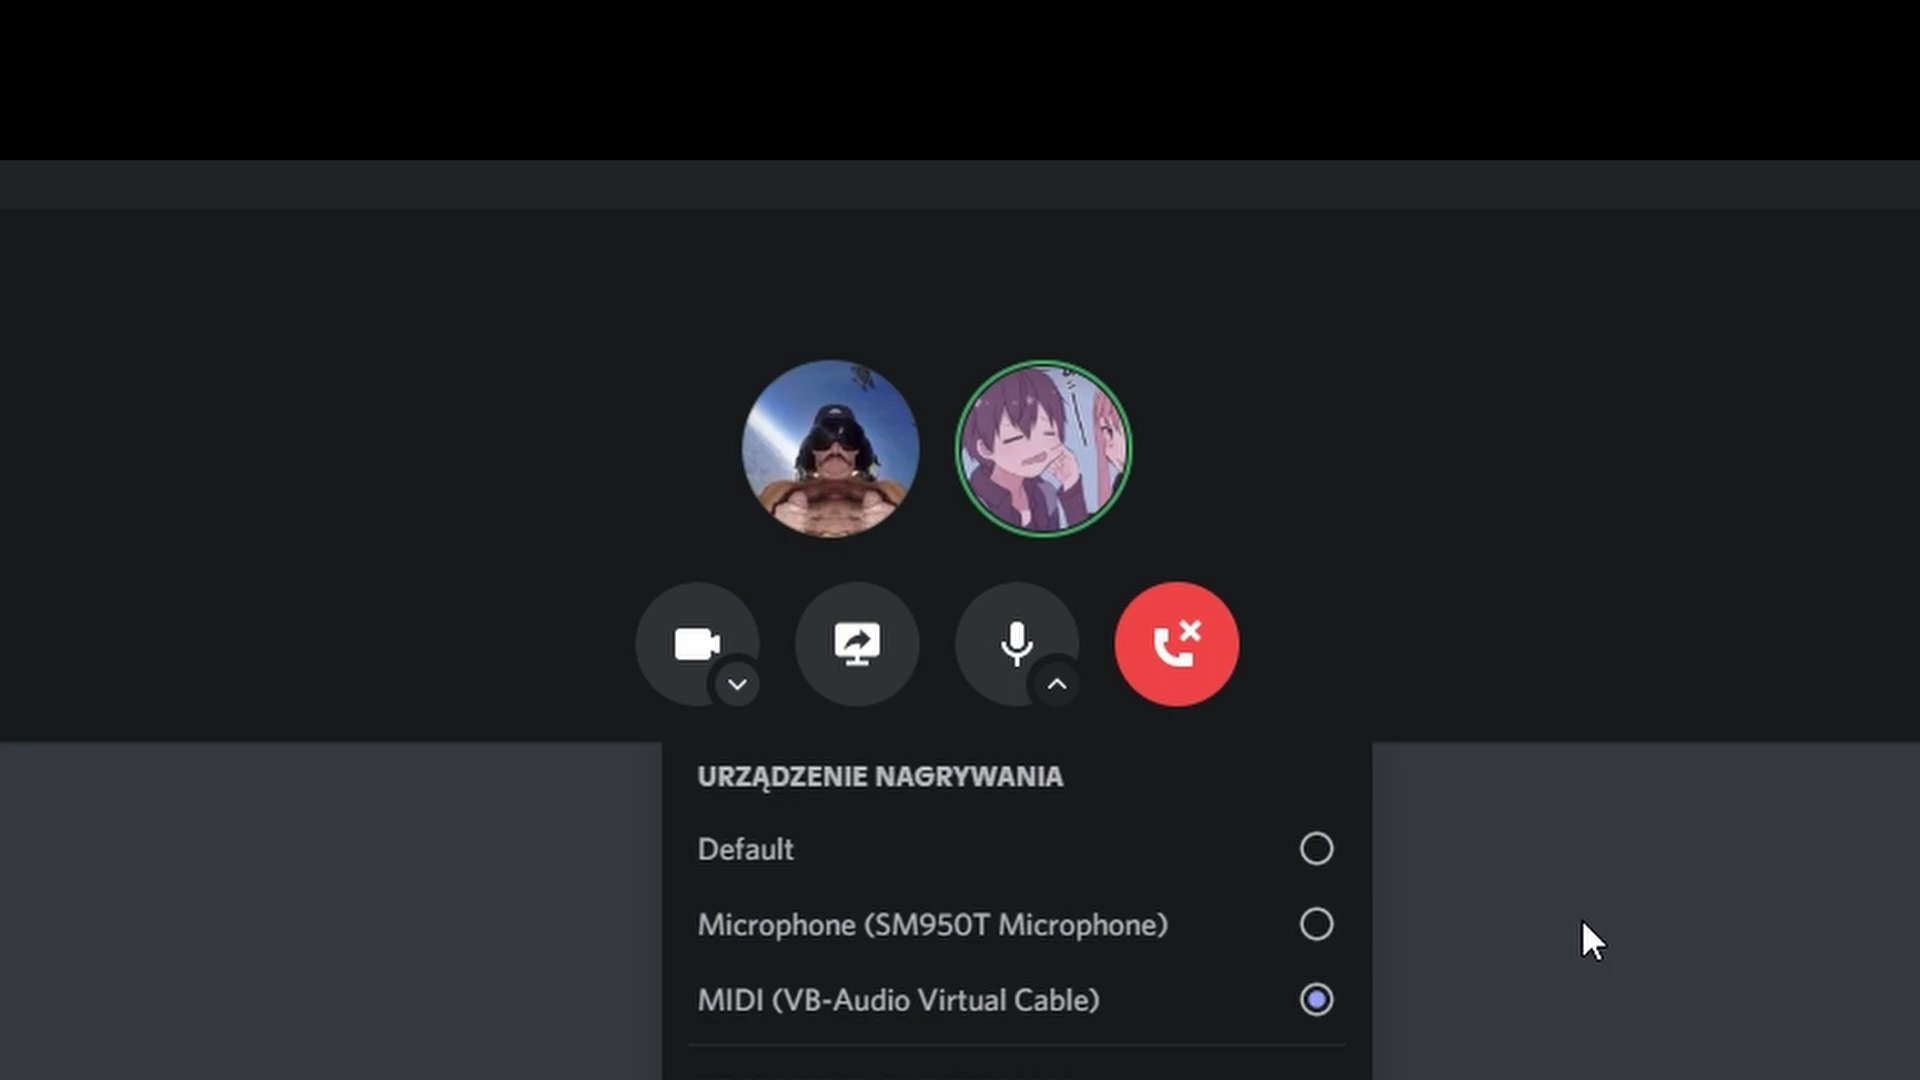 URZĄDZENIE NAGRYWANIA
Default
Microphone (SM950T Microphone)
MIDI (VB-Audio Virtual Cable)